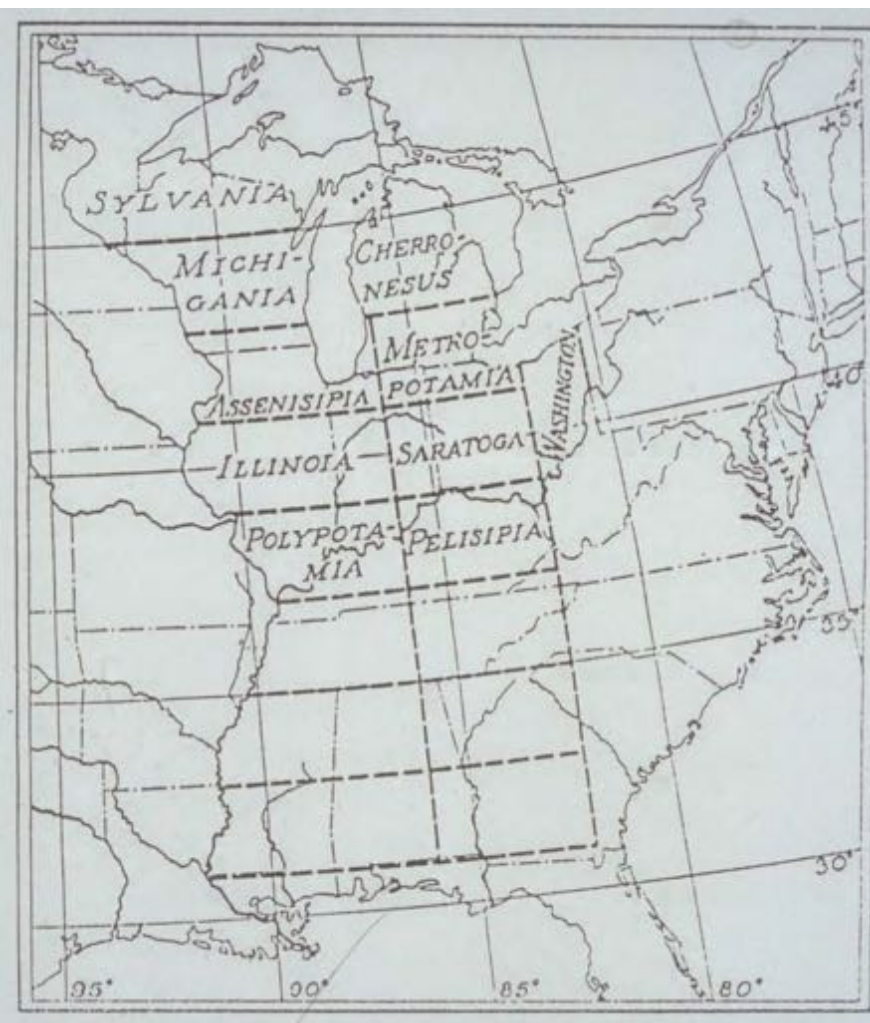 SYLVANIA
MICHI-
GANIA
CHERRO-
NESUS
METRO-
POTAMIA
WASHINGTON
ASSENISIPIA
ILLINOIA
SARATOGA
POLYPOTA-
MIA
PELISIPIA
45°
40°
35°
30°
95°
90°
85°
80°